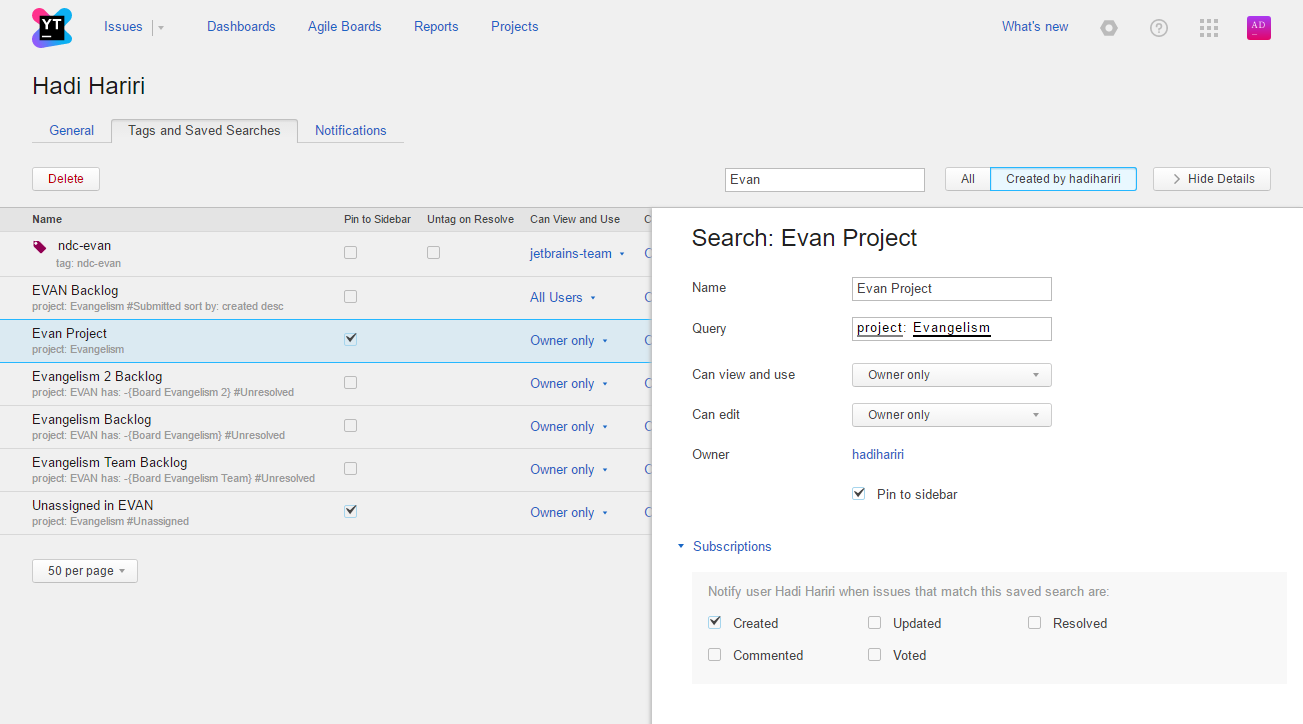 YT
Issues Dashboards Agile Boards Reports Projects What's new AD
Hadi Hariri
General Tags and Saved Searches Notifications
Delete Evan All Created by hadihariri Hide Details
Name Pin to Sidebar Untag on Resolve Can View and Use C
ndc-evan
tag: ndc-evan
jetbrains-team C
EVAN Backlog
project: Evangelism #Submitted sort by: created desc
All Users C
Evan Project
project: Evangelism
Owner only C
Evangelism 2 Backlog
project: EVAN has: -{Board Evangelism 2} #Unresolved
Owner only C
Evangelism Backlog
project: EVAN has: -{Board Evangelism} #Unresolved
Owner only C
Evangelism Team Backlog
project: EVAN has: -{Board Evangelism Team} #Unresolved
Owner only C
Unassigned in EVAN
project: Evangelism #Unassigned
Owner only C
50 per page
Search: Evan Project
Name Evan Project
Query project: Evangelism
Can view and use Owner only
Can edit Owner only
Owner hadihariri
Pin to sidebar
Subscriptions
Notify user Hadi Hariri when issues that match this saved search are:
Created Updated Resolved
Commented Voted